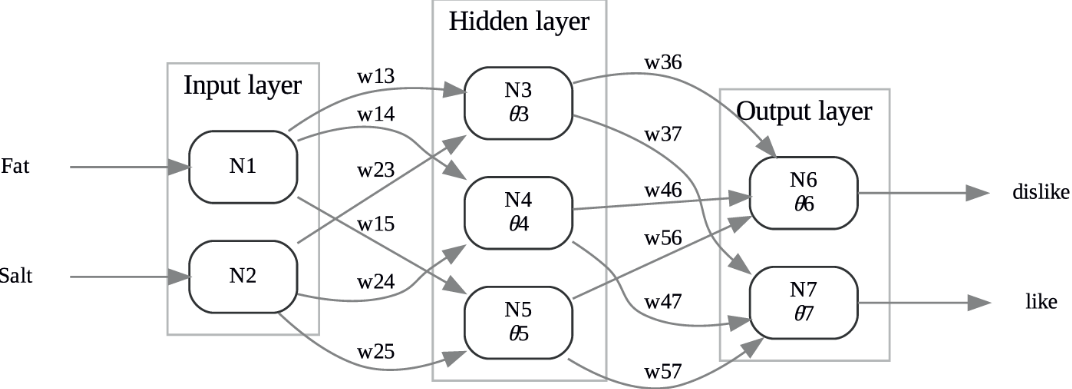 Hidden layer
Input layer
Output layer
Fat
Salt
N1
N2
w13
w14
w23
w15
w24
w25
N3
θ3
N4
θ4
N5
θ5
w36
w37
w46
w56
w47
w57
N6
θ6
N7
θ7
dislike
like